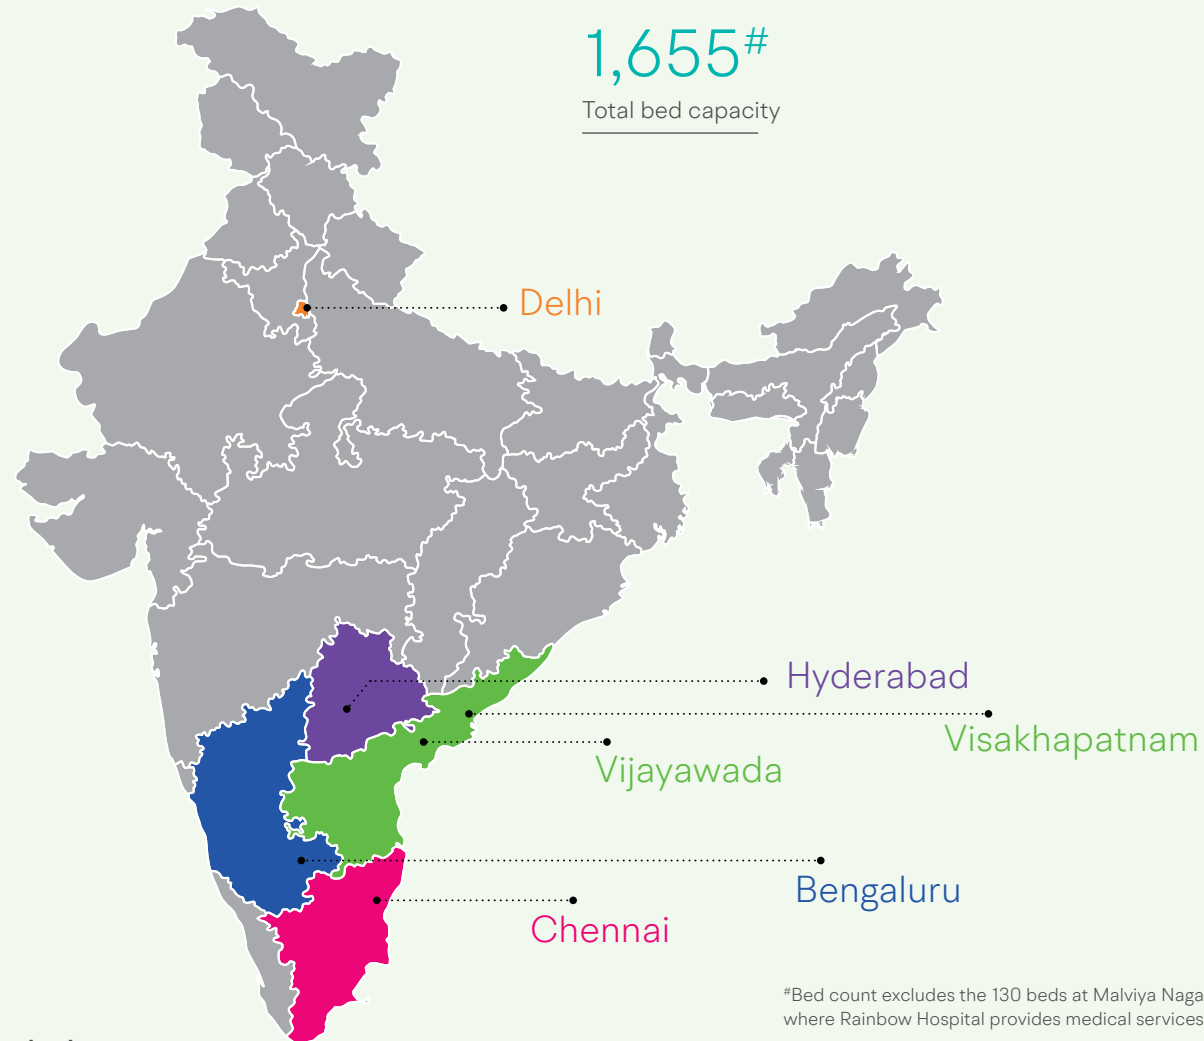 1,655#
Total bed capacity
Delhi
Hyderabad
Visakhapatnam
Vijayawada
Bengaluru
Chennai
#Bed count excludes the 130 beds at Malviya Naga
where Rainbow Hospital provides medical services